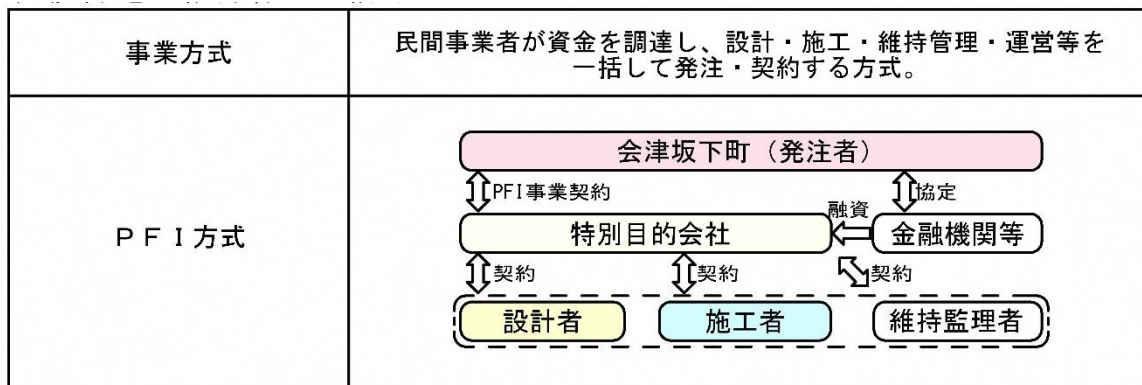 事業方式
民間事業者が資金を調達し、設計・施工・維持管理・運営等を
一括して発注・契約する方式。
ＰＦＩ方式
会津坂下町（発注者）
PFI事業契約
協定
融資
特別目的会社
金融機関等
契約
契約
契約
設計者
施工者
維持監理者